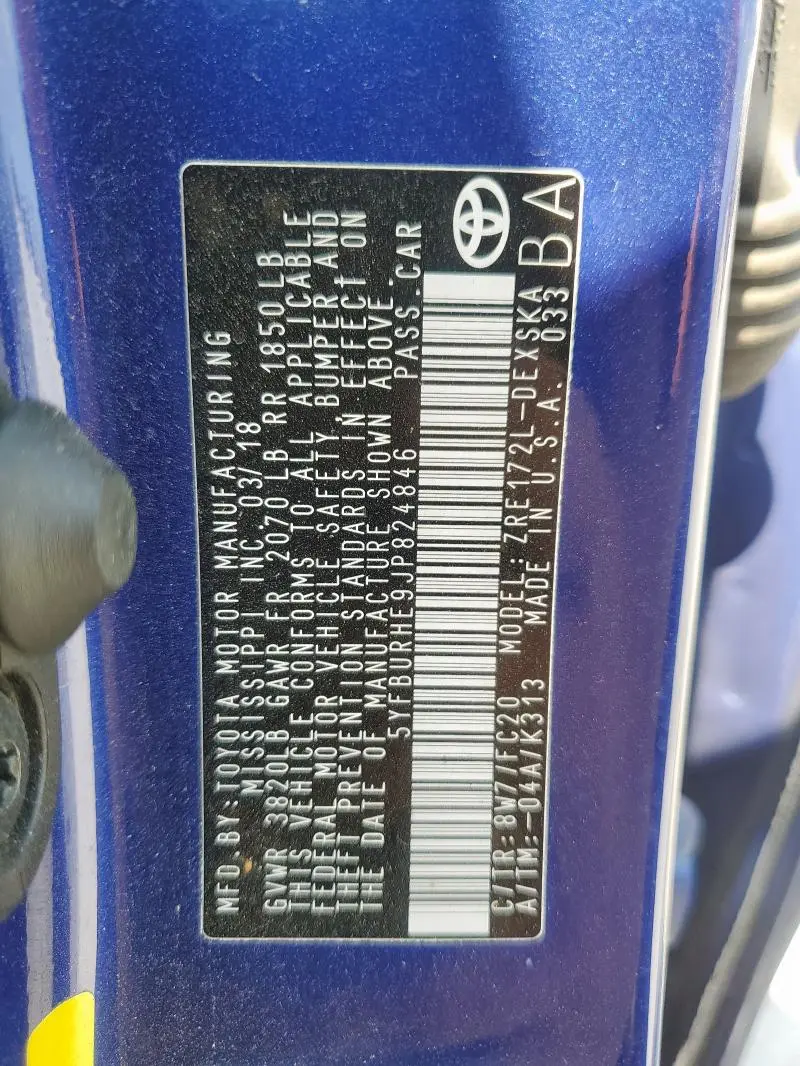 MFD. BY: TOYOTA MOTOR MANUFACTURING
MISSISSIPPI INC. 03/18
GVWR 3820LB GAWR FR 2070 LB RR 1850 LB
THIS VEHICLE CONFORMS TO ALL APPLICABLE
FEDERAL MOTOR VEHICLE SAFETY, BUMPER AND
THEFT PREVENTION STANDARDS IN EFFECT ON
THE DATE OF MANUFACTURE SHOWN ABOVE.
5YFBURHE9JP824846 PASS. CAR
C/TR: 8W7/FC20 MODEL: ZRE172L-DEXSKA
A/TM: -04A/K313 MADE IN U.S.A. 033
BA